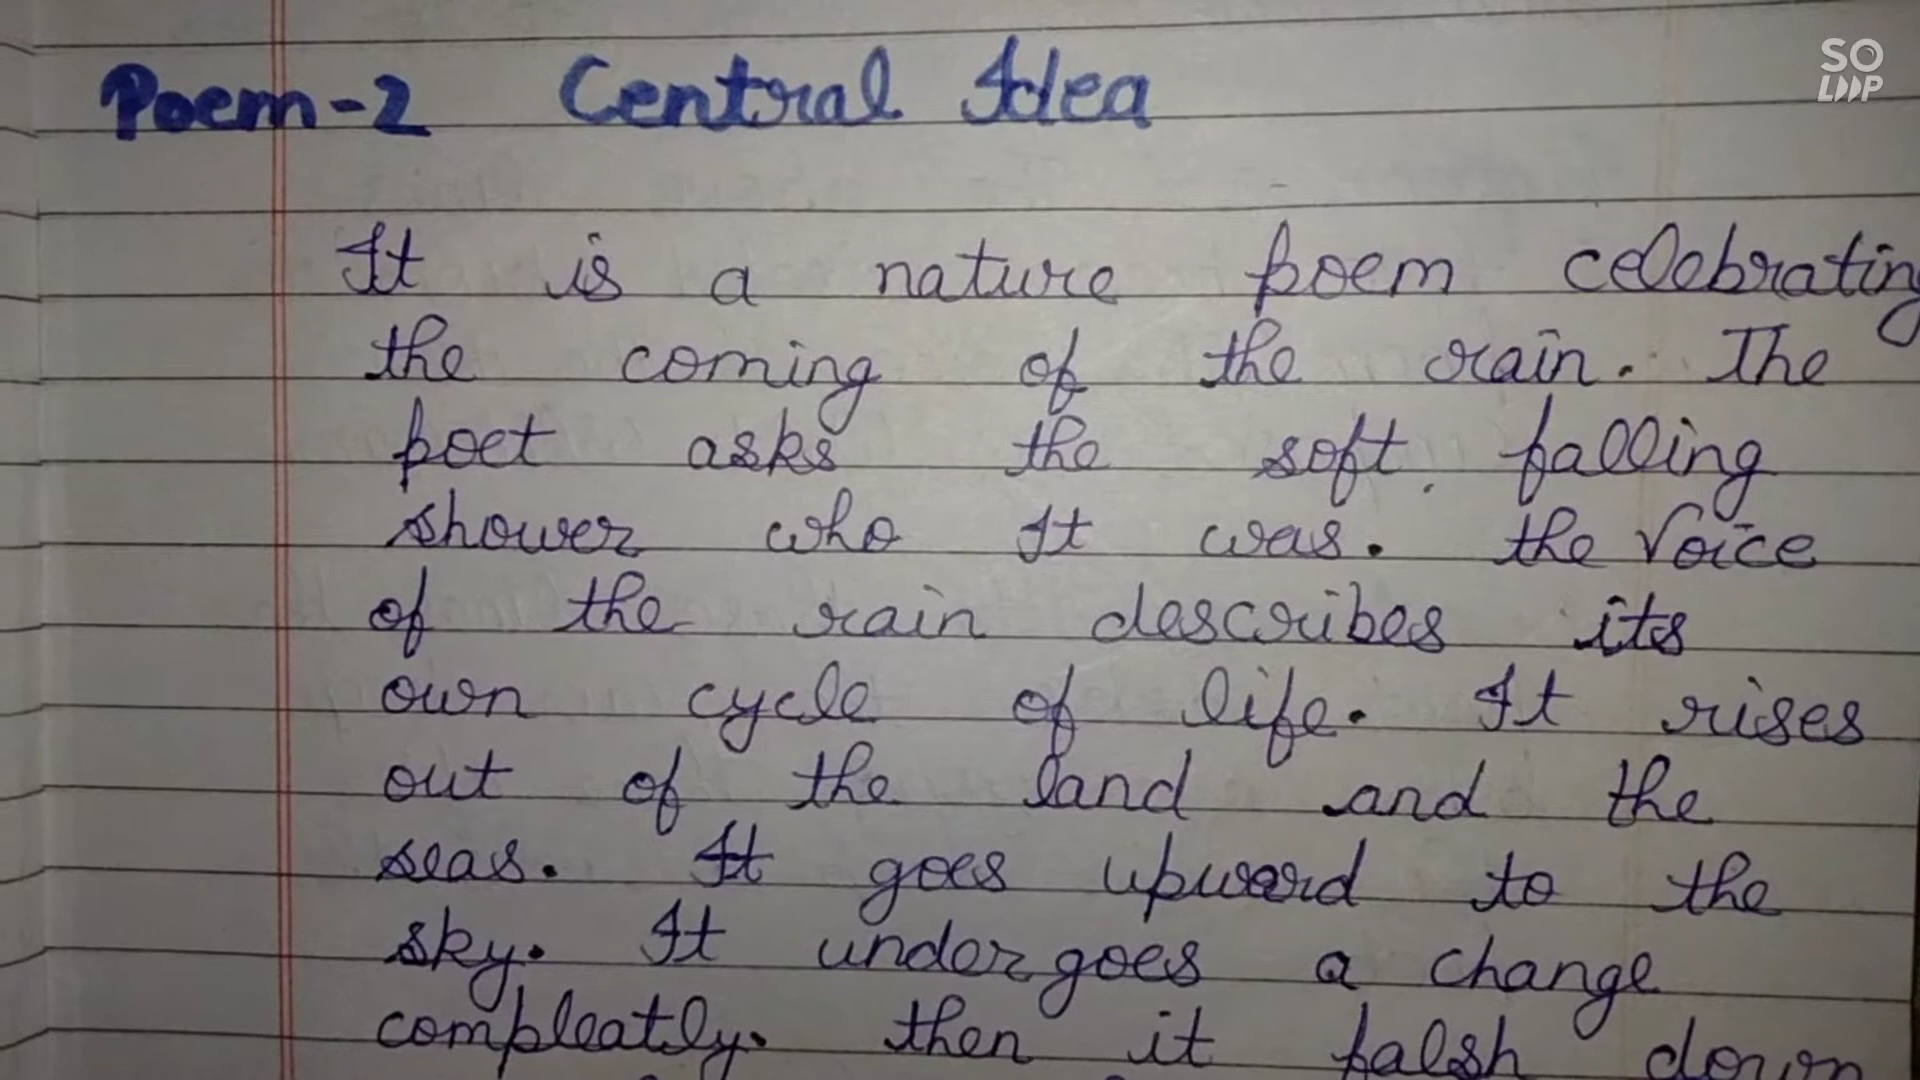 SO
LOOP
Poem-2 Central Idea
It is a nature poem celebrating
the coming of the rain. The
poet asks the soft falling
shower who It was. the Voice
of the rain describes its
own cycle of life. It rises
out of the land and the
seas. It goes upward to the
sky. It undergoes a change
compleatly. then it falsh down